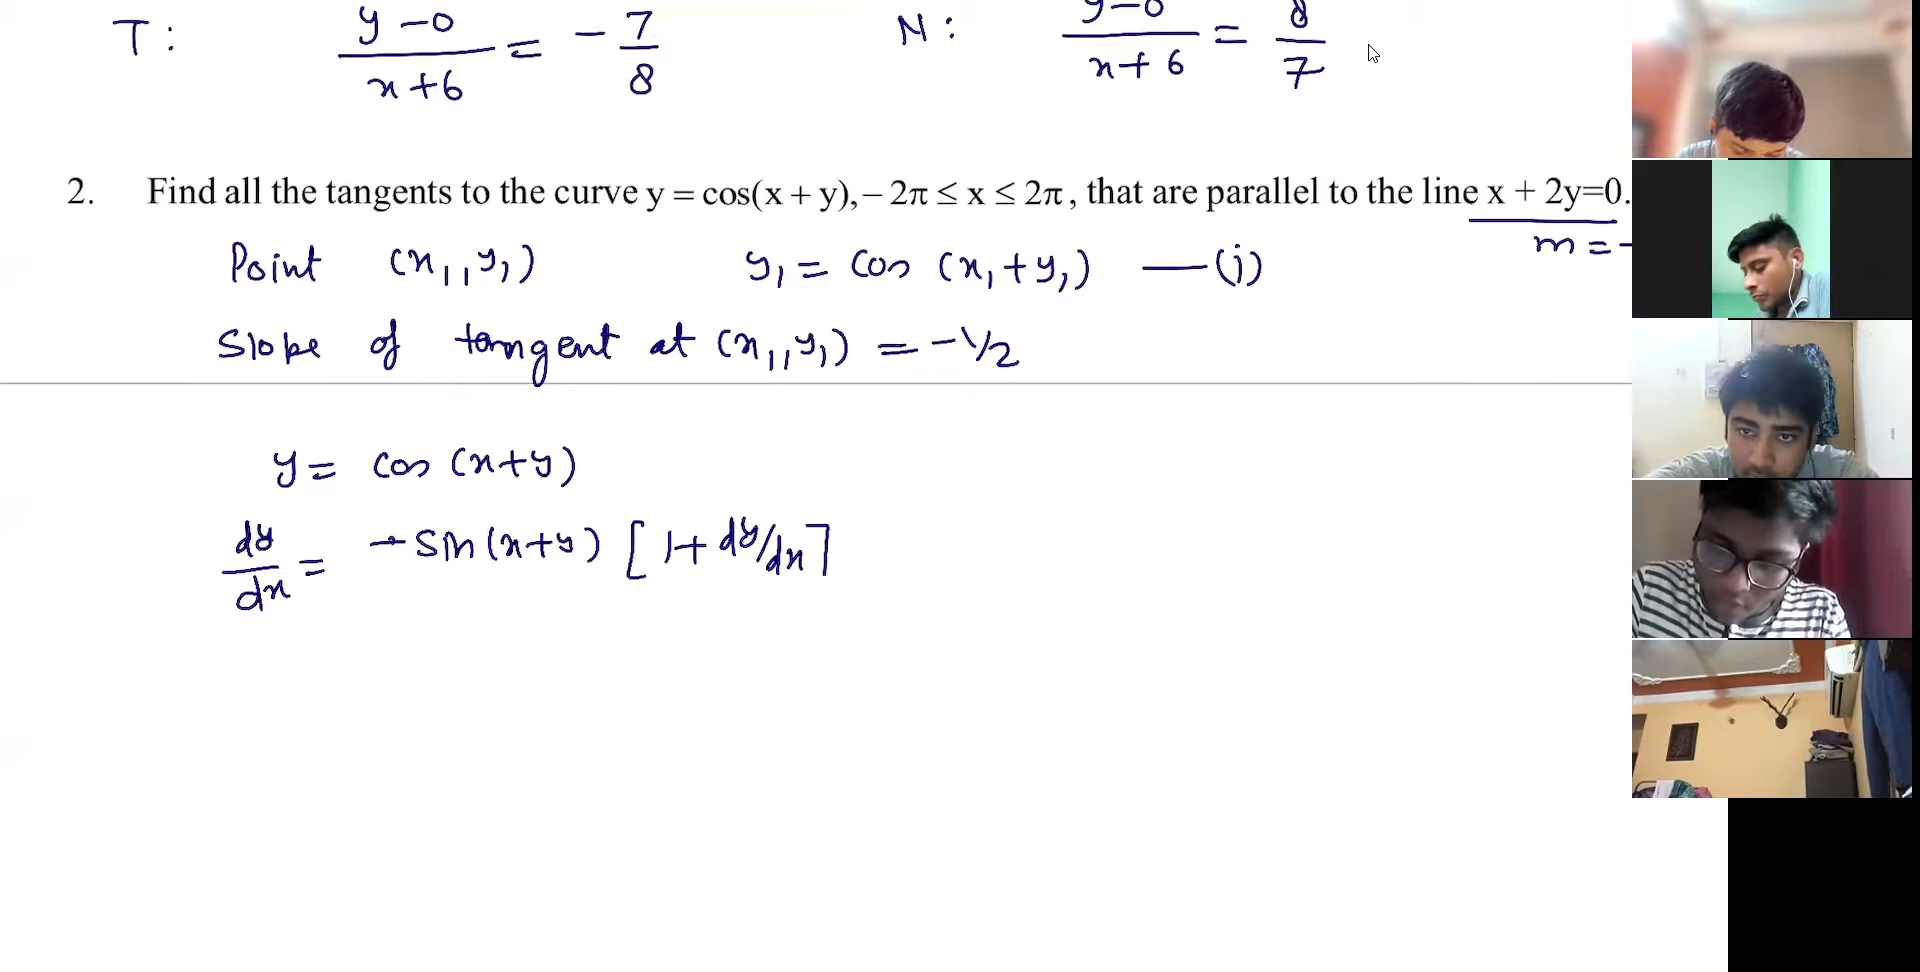 T: y-0/x+6 = -7/8 N: y-0/x+6 = 8/7
2. Find all the tangents to the curve y = cos(x + y), − 2π ≤ x ≤ 2π, that are parallel to the line x + 2y=0.
m = -
Point (x₁, y₁) y₁ = cos (x₁ + y₁) —(i)
Slope of tangent at (x₁, y₁) = -1/2
y = cos (x+y)
dy/dx = - sin(x+y) [1+ dy/dx]